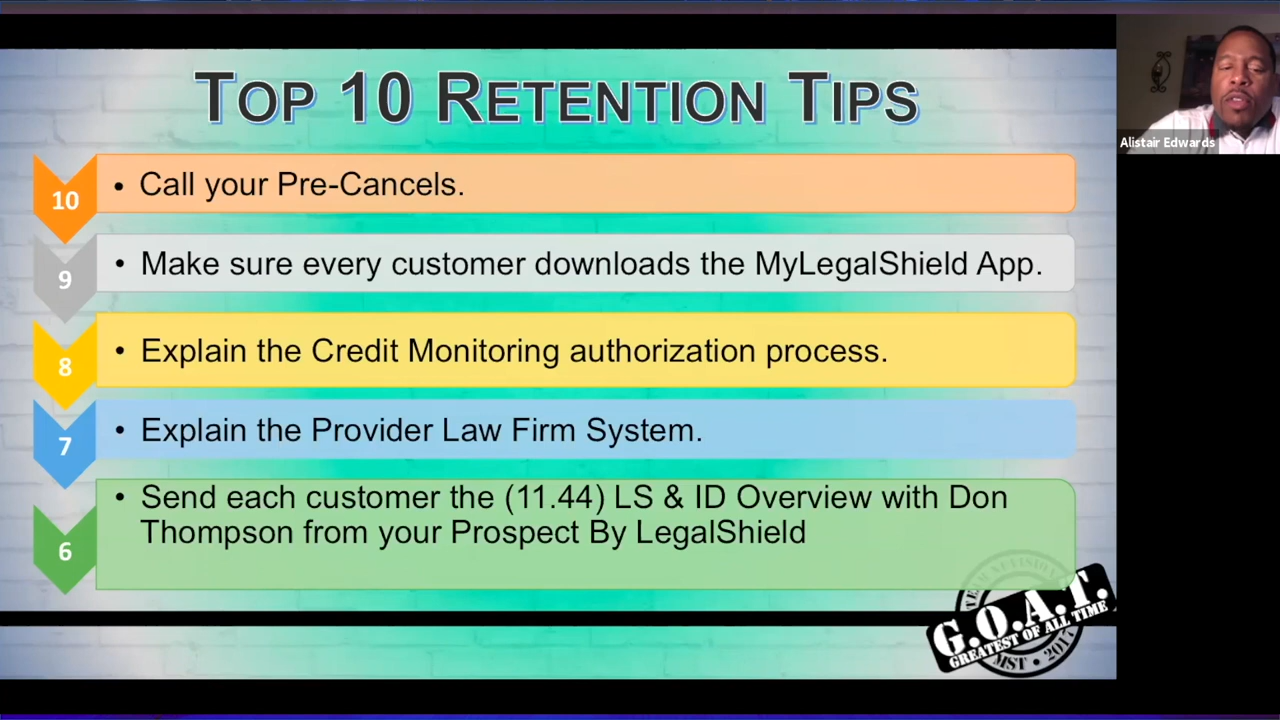 TOP 10 RETENTION TIPS
Alistair Edwards
10
• Call your Pre-Cancels.
9
• Make sure every customer downloads the MyLegalShield App.
8
• Explain the Credit Monitoring authorization process.
7
• Explain the Provider Law Firm System.
6
• Send each customer the (11.44) LS & ID Overview with Don
Thompson from your Prospect By LegalShield
G.O.A.T.
GREATEST OF ALL TIME
MST • 2017